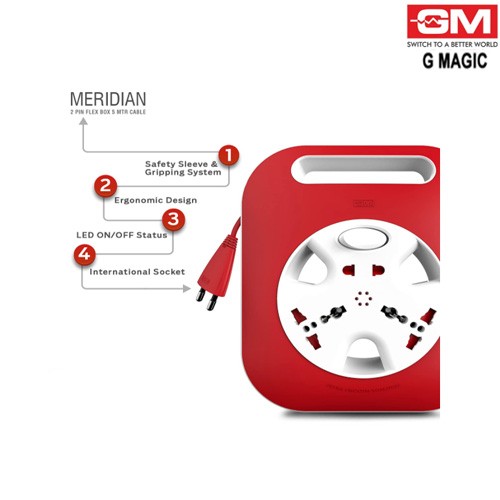 GM
SWITCH TO A BETTER WORLD
G MAGIC
MERIDIAN
2 PIN FLEX BOX 5 MTR CABLE
1
Safety Sleeve &
Gripping System
2
Ergonomic Design
3
LED ON/OFF Status
4
International Socket
GM